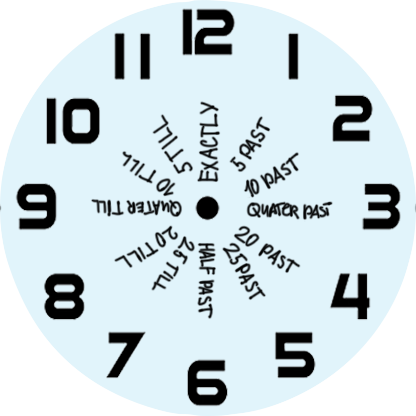 12
1
2
3
4
5
6
7
8
9
10
11
EXACTLY
5 PAST
10 PAST
QUATER PAST
20 PAST
25 PAST
HALF PAST
25 TILL
20 TILL
QUATER TILL
10 TILL
5 TILL